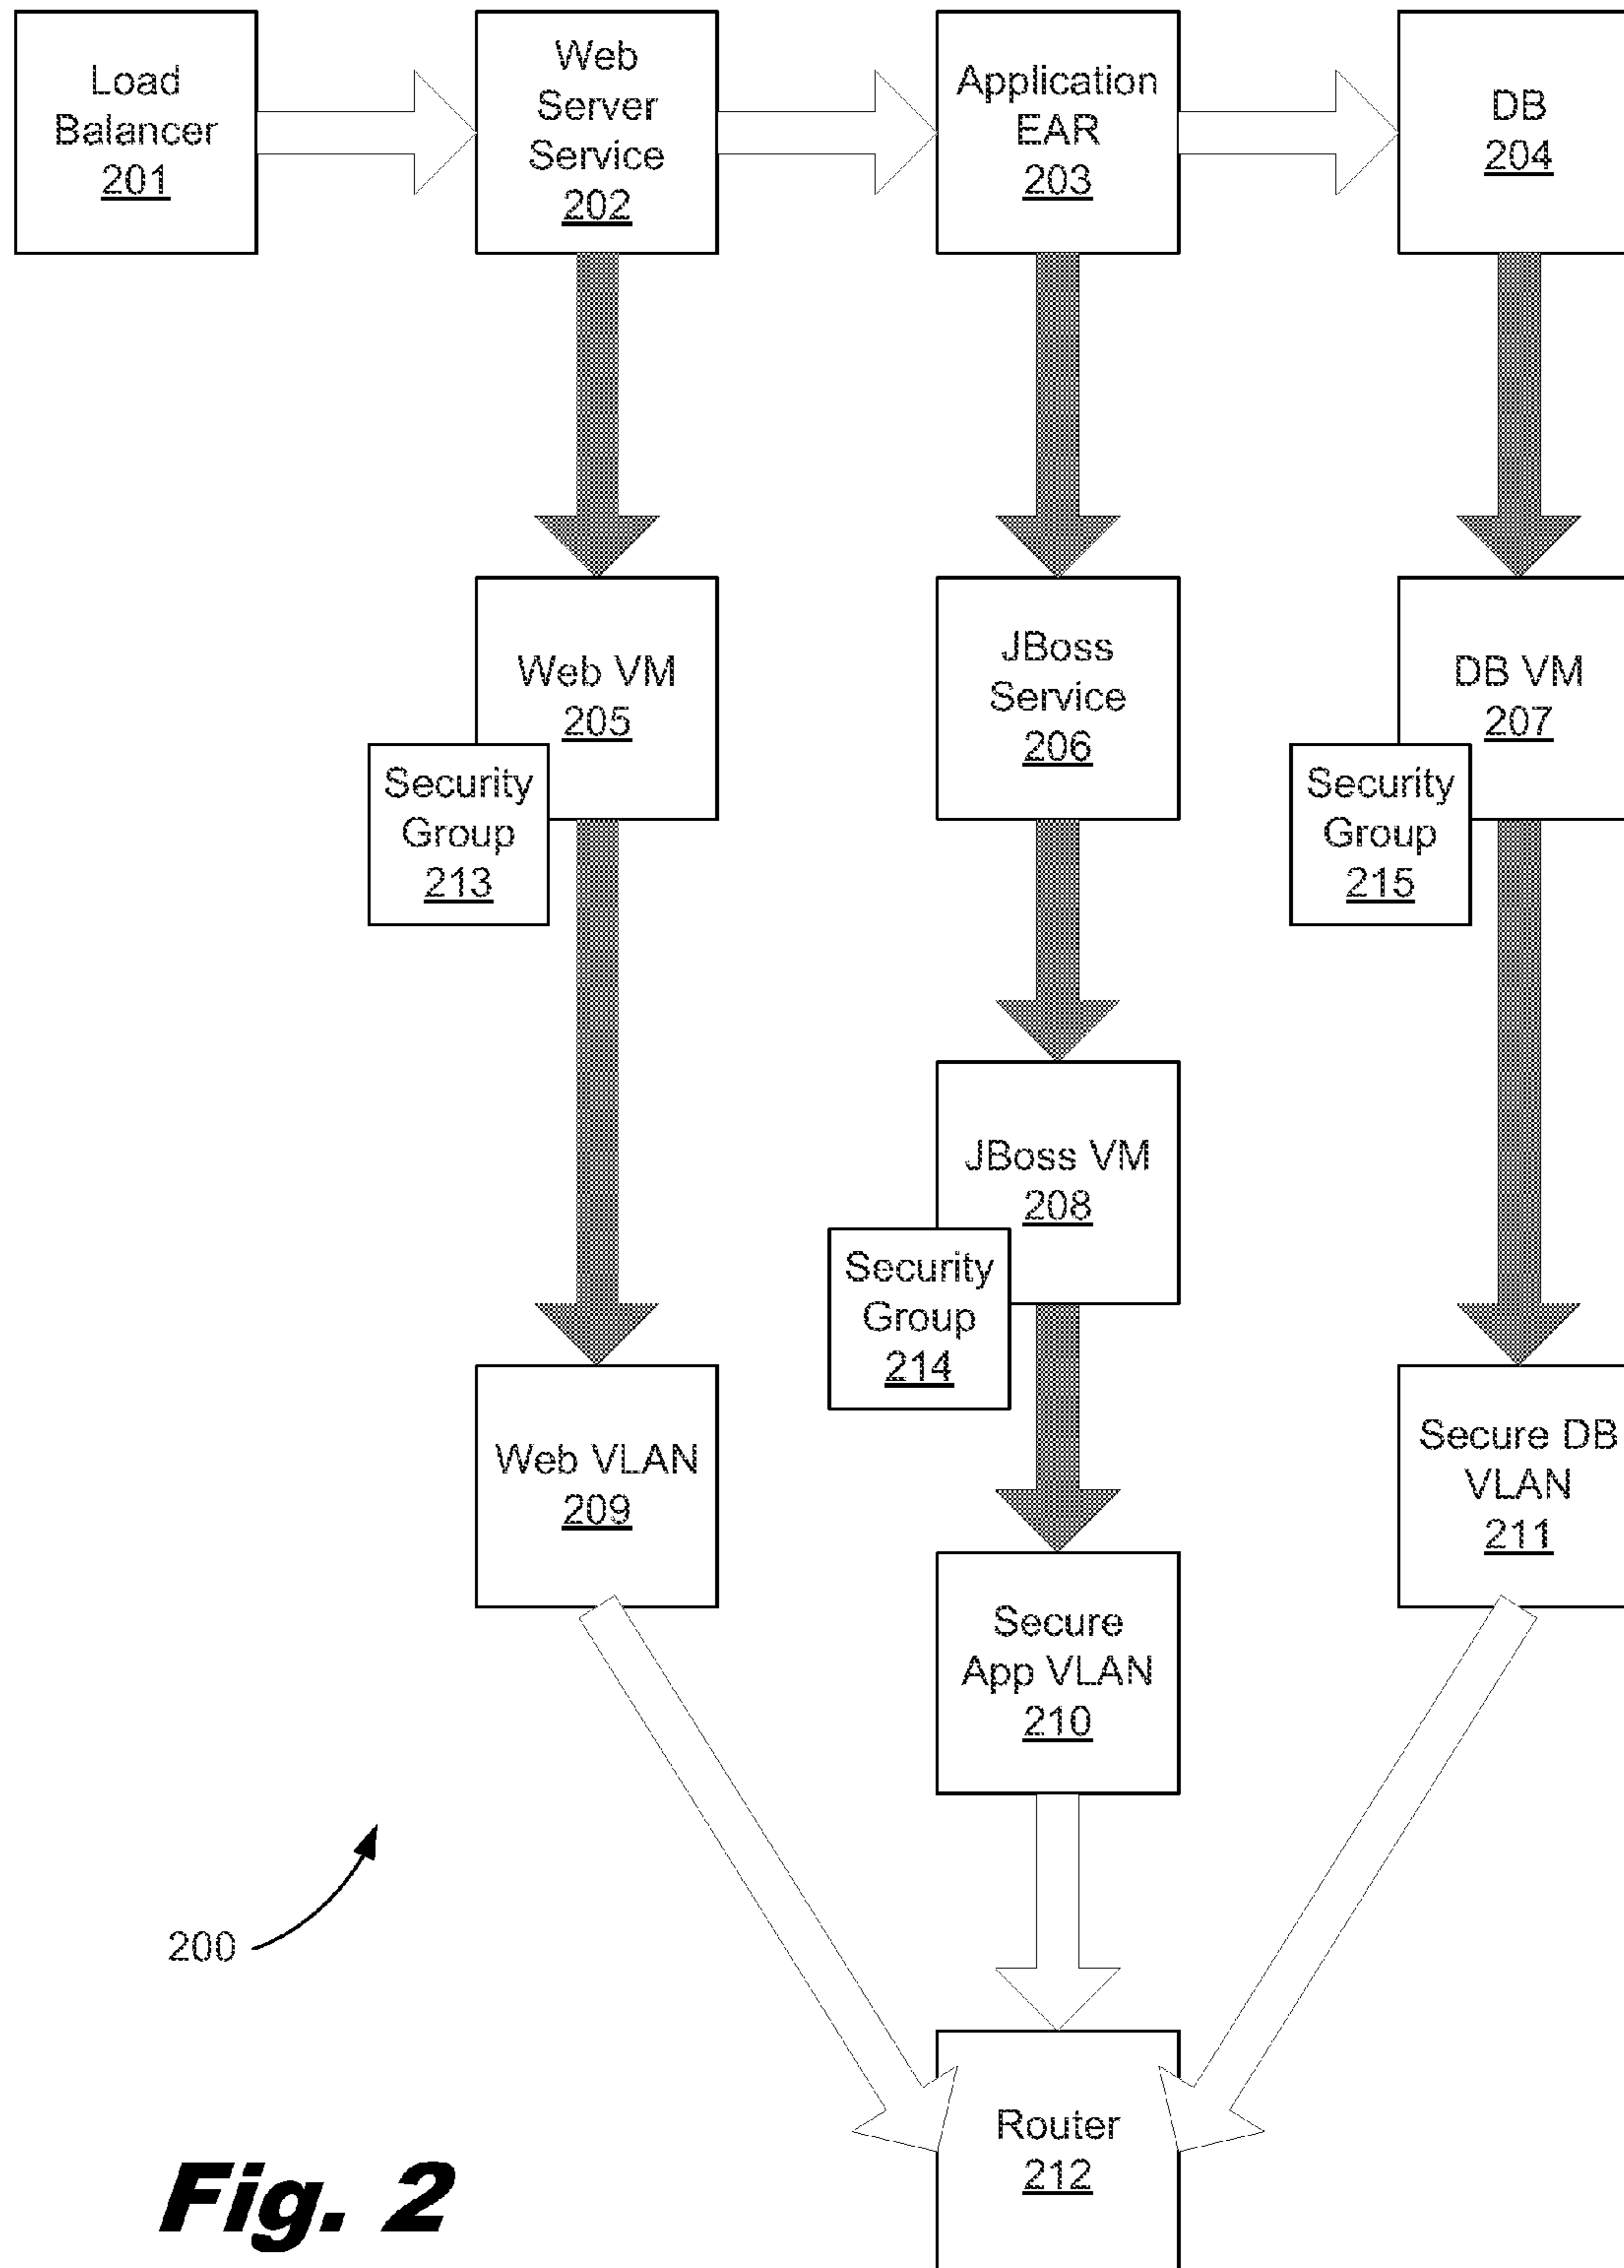 Load
Balancer
201
Web
Server
Service
202
Application
EAR
203
DB
204
Web VM
205
Security
Group
213
JBoss
Service
206
DB VM
207
Security
Group
215
JBoss VM
208
Security
Group
214
Web VLAN
209
Secure DB
VLAN
211
Secure
App VLAN
210
200
Router
212
Fig. 2